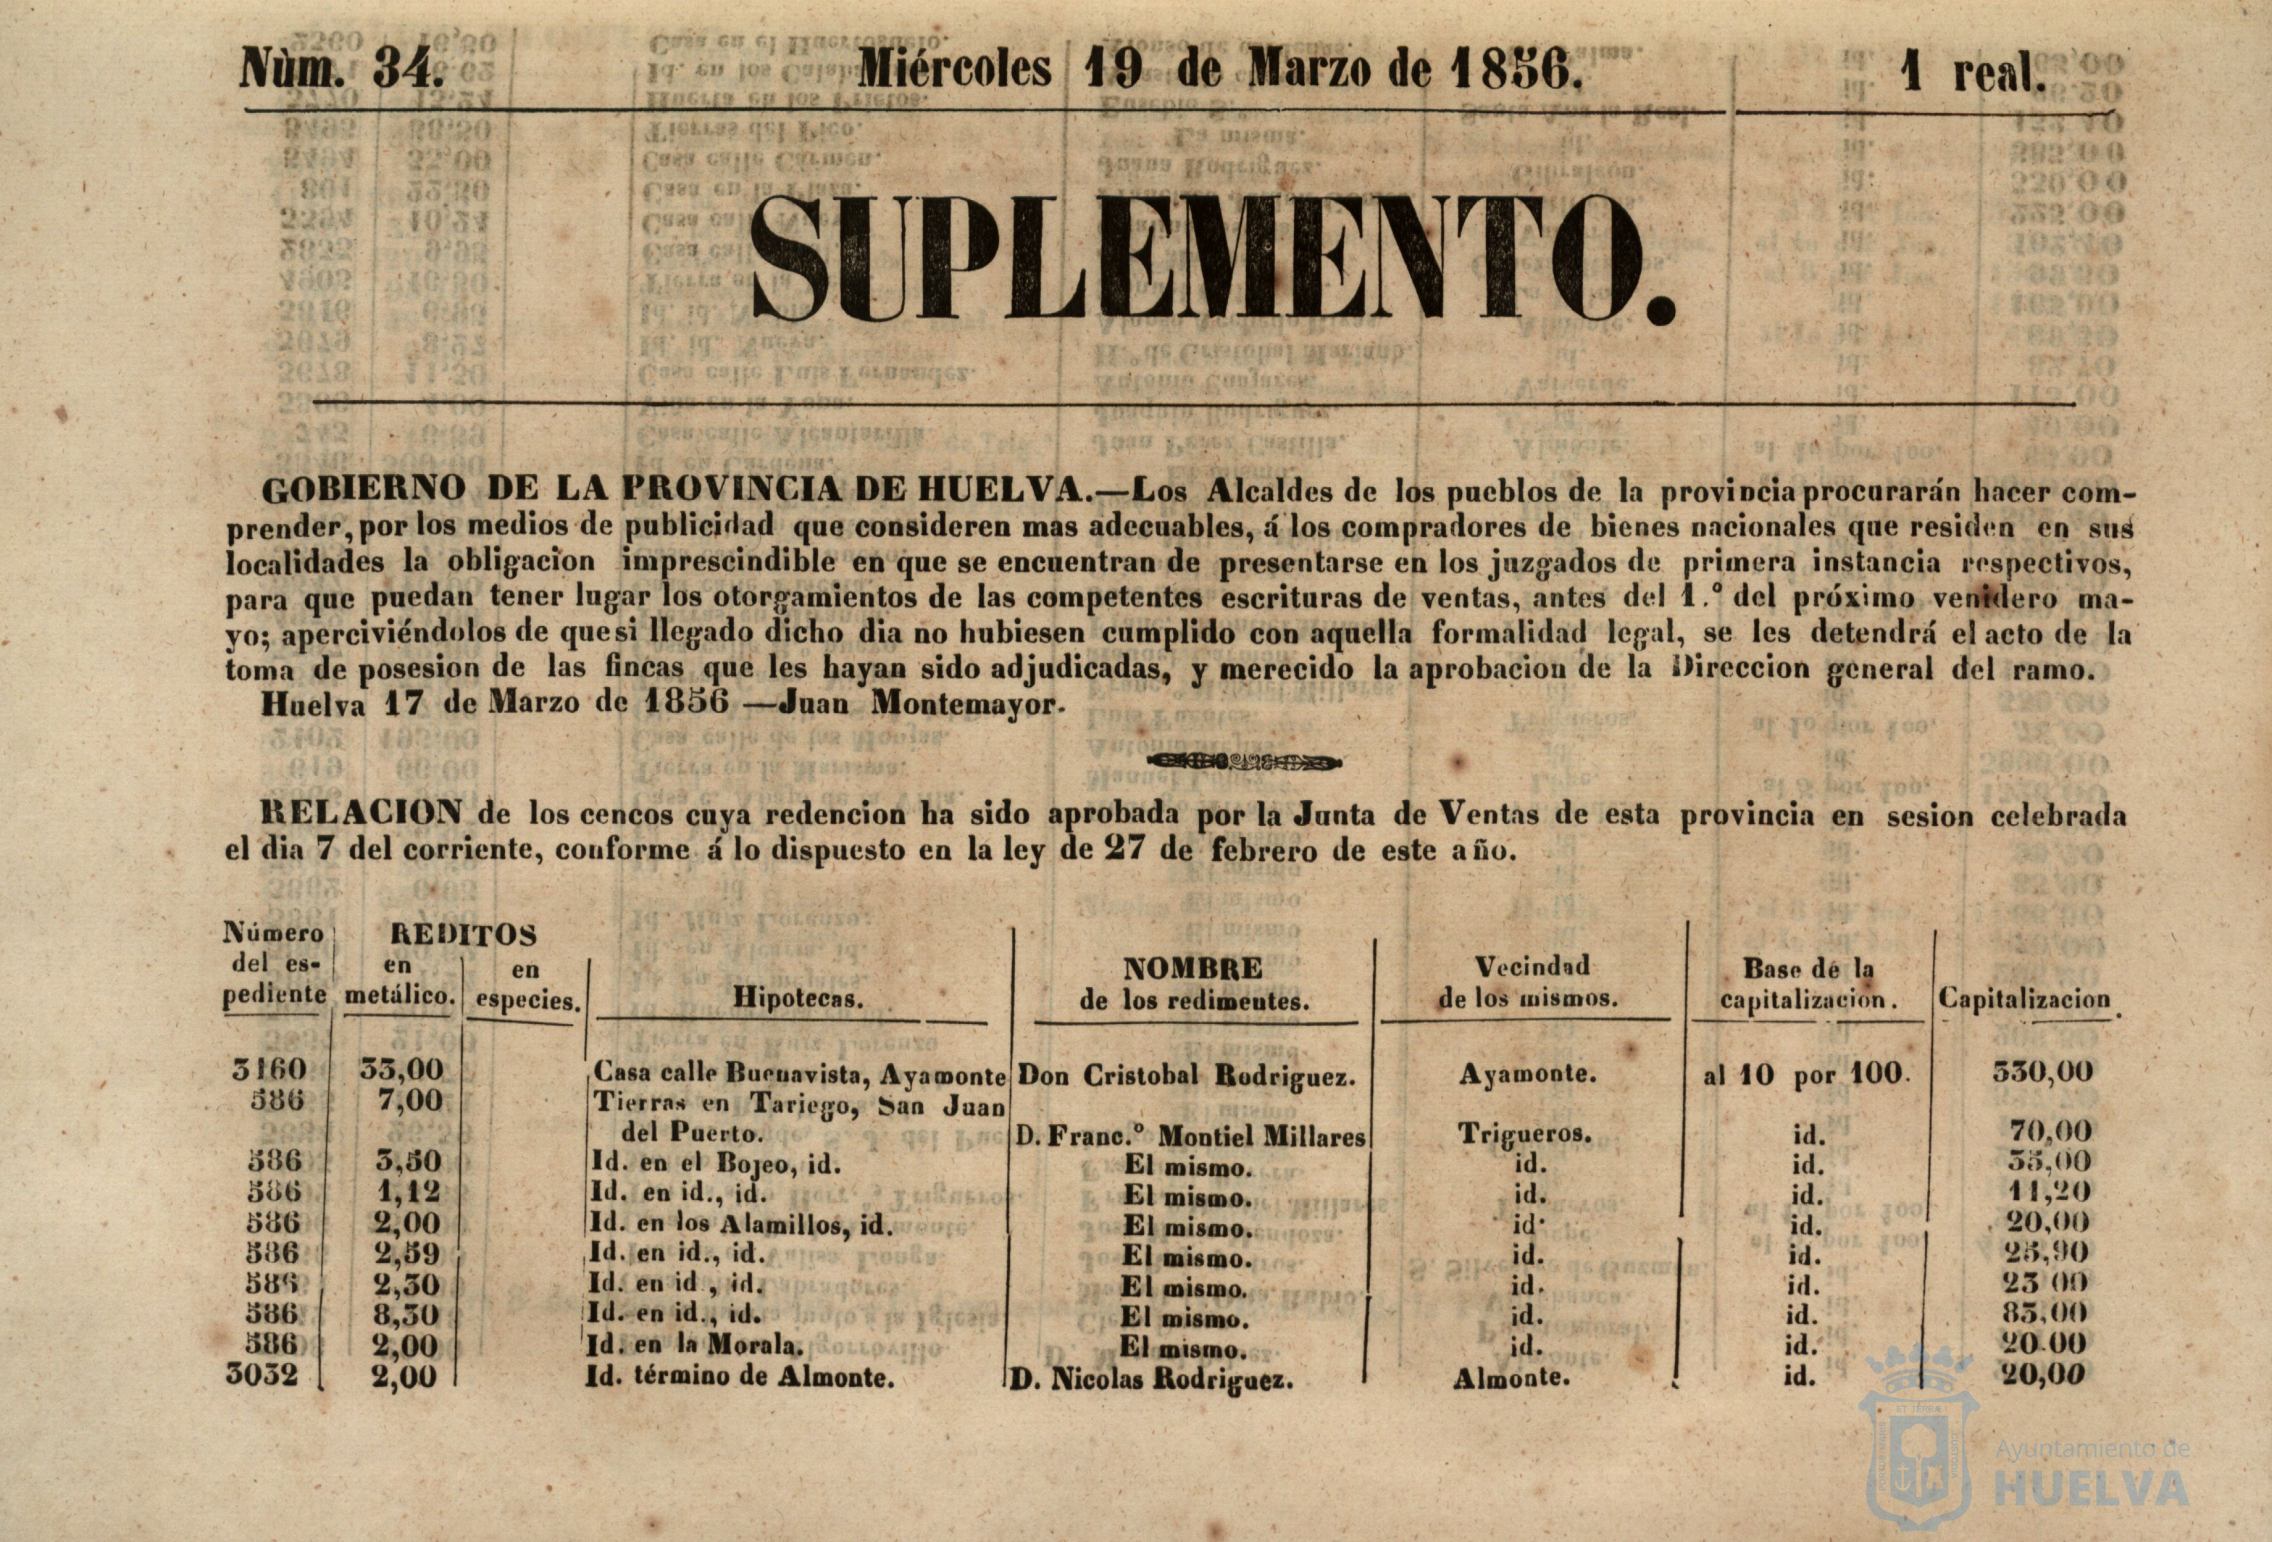 Nùm. 34. Miércoles 19 de Marzo de 1856. 1 real.
SUPLEMENTO.
GOBIERNO DE LA PROVINCIA DE HUELVA.—Los Alcaldes de los pueblos de la provincia procurarán hacer com-
prender, por los medios de publicidad que consideren mas adecuables, á los compradores de bienes nacionales que residen en sus
localidades la obligacion imprescindible en que se encuentran de presentarse en los juzgados de primera instancia respectivos,
para que puedan tener lugar los otorgamientos de las competentes escrituras de ventas, antes del 1.º del próximo venidero ma-
yo; aperciviéndolos de que si llegado dicho dia no hubiesen cumplido con aquella formalidad legal, se les detendrá el acto de la
toma de posesion de las fincas que les hayan sido adjudicadas, y merecido la aprobacion de la Direccion general del ramo.
Huelva 17 de Marzo de 1856 —Juan Montemayor.
RELACION de los cencos cuya redencion ha sido aprobada por la Junta de Ventas de esta provincia en sesion celebrada
el dia 7 del corriente, conforme á lo dispuesto en la ley de 27 de febrero de este año.
Número REDITOS
del es- en en NOMBRE Vecindad Base de la
pediente metálico. especies. Hipotecas. de los redimentes. de los mismos. capitalizacion. Capitalizacion.
3160 33,00 Casa calle Buenavista, Ayamonte Don Cristobal Rodriguez. Ayamonte. al 10 por 100. 330,00
586 7,00 Tierras en Tariego, San Juan
del Puerto. D. Franc.º Montiel Millares Trigueros. id. 70,00
586 3,50 Id. en el Bojeo, id. El mismo. id. id. 35,00
586 1,12 Id. en id., id. El mismo. id. id. 11,20
586 2,00 Id. en los Alamillos, id. El mismo. id. id. 20,00
586 2,59 Id. en id., id. El mismo. id. id. 25,90
586 2,30 Id. en id , id. El mismo. id. id. 23 00
586 8,30 Id. en id., id. El mismo. id. id. 83,00
586 2,00 Id. en la Morala. El mismo. id. id. 20.00
3032 2,00 Id. término de Almonte. D. Nicolas Rodriguez. Almonte. id. 20,00
Ayuntamiento de
HUELVA